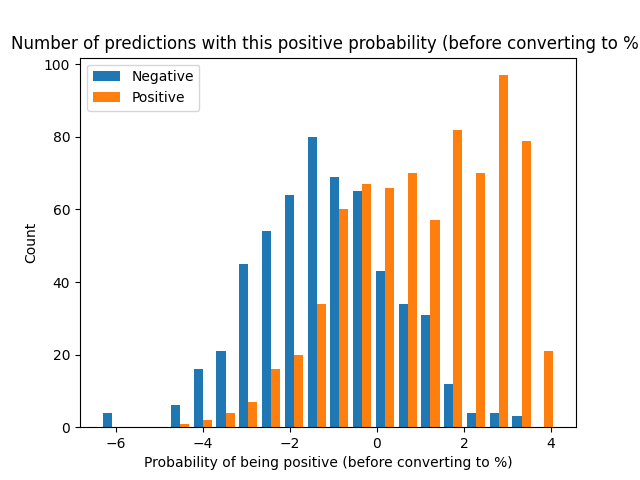 Number of predictions with this positive probability (before converting to %
Negative
Positive
100
80
60
40
20
0
Count
−6
−4
−2
0
2
4
Probability of being positive (before converting to %)